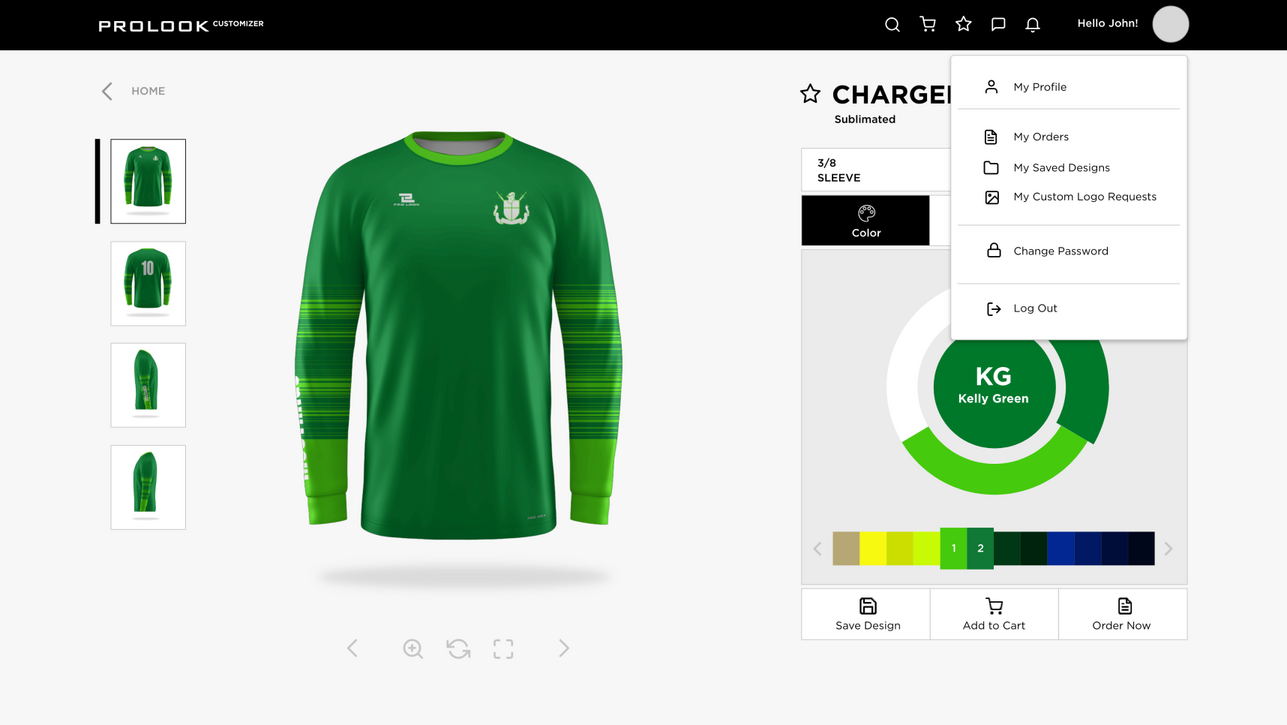 PROLOOK CUSTOMIZER
Hello John!
HOME
CHARGE
Sublimated
My Profile
My Orders
My Saved Designs
My Custom Logo Requests
Change Password
Log Out
3/8
SLEEVE
Color
10
PRO LOOK
KG
Kelly Green
1 2
Save Design
Add to Cart
Order Now